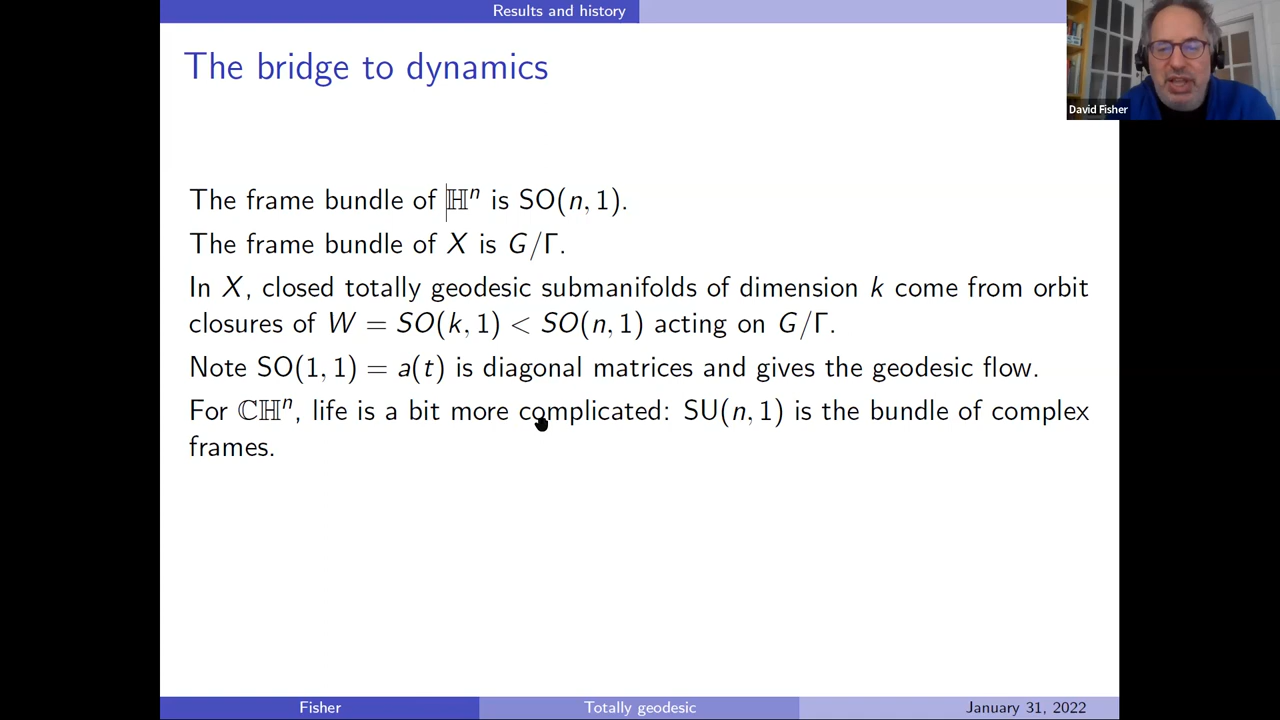 Results and history
The bridge to dynamics
David Fisher
The frame bundle of ℍⁿ is SO(n, 1).
The frame bundle of X is G/Γ.
In X, closed totally geodesic submanifolds of dimension k come from orbit
closures of W = SO(k, 1) < SO(n, 1) acting on G/Γ.
Note SO(1, 1) = a(t) is diagonal matrices and gives the geodesic flow.
For ℂℍⁿ, life is a bit more complicated: SU(n, 1) is the bundle of complex
frames.
Fisher
Totally geodesic
January 31, 2022